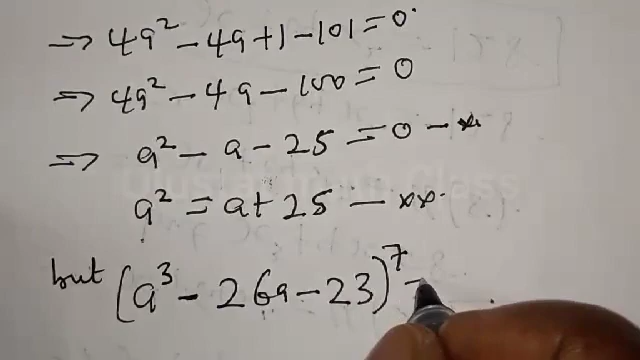 ⇒ 4a² - 4a + 1 - 101 = 0
⇒ 4a² - 4a - 100 = 0
⇒ a² - a - 25 = 0 - *
a² = a + 25 - **
but (a³ - 26a - 23)⁷ -